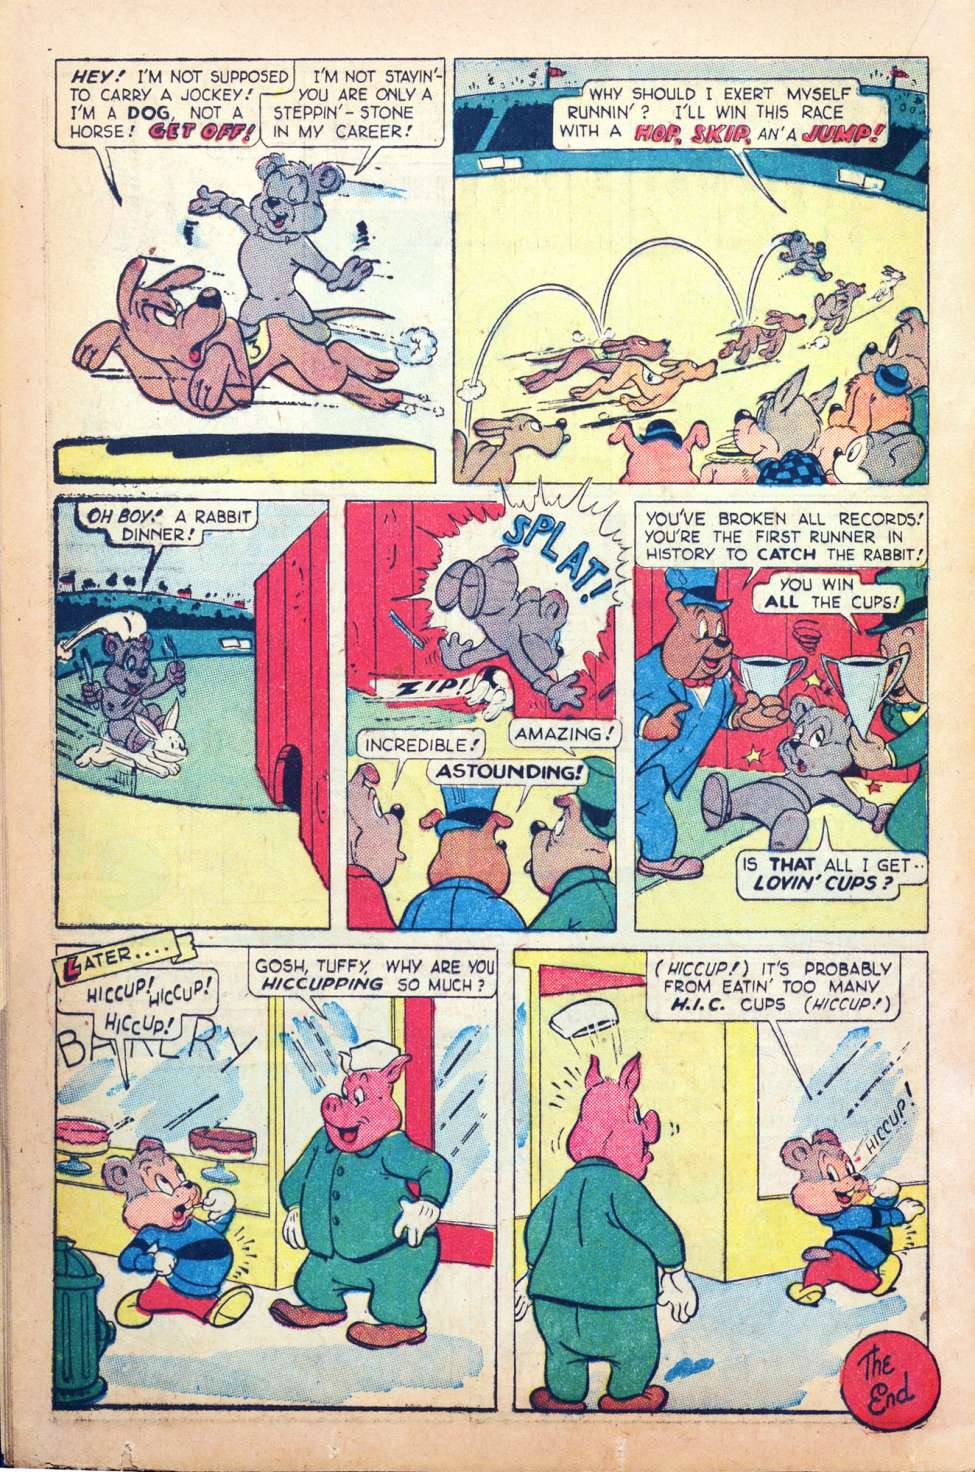 HEY! I'M NOT SUPPOSED
TO CARRY A JOCKEY!
I'M A DOG, NOT A
HORSE! GET OFF!
I'M NOT STAYIN'-
YOU ARE ONLY A
STEPPIN'-STONE
IN MY CAREER!
3
WHY SHOULD I EXERT MYSELF
RUNNIN'? I'LL WIN THIS RACE
WITH A HOP, SKIP, AN' A JUMP!
OH BOY! A RABBIT
DINNER!
SPLAT!
ZIP!
INCREDIBLE!
AMAZING!
ASTOUNDING!
YOU'VE BROKEN ALL RECORDS!
YOU'RE THE FIRST RUNNER IN
HISTORY TO CATCH THE RABBIT!
YOU WIN
ALL THE CUPS!
IS THAT ALL I GET--
LOVIN' CUPS?
LATER....
HICCUP! HICCUP!
HICCUP!
BAKERY
GOSH, TUFFY, WHY ARE YOU
HICCUPPING SO MUCH?
(HICCUP!) IT'S PROBABLY
FROM EATIN' TOO MANY
H.I.C. CUPS (HICCUP!)
HICCUP!
The
End